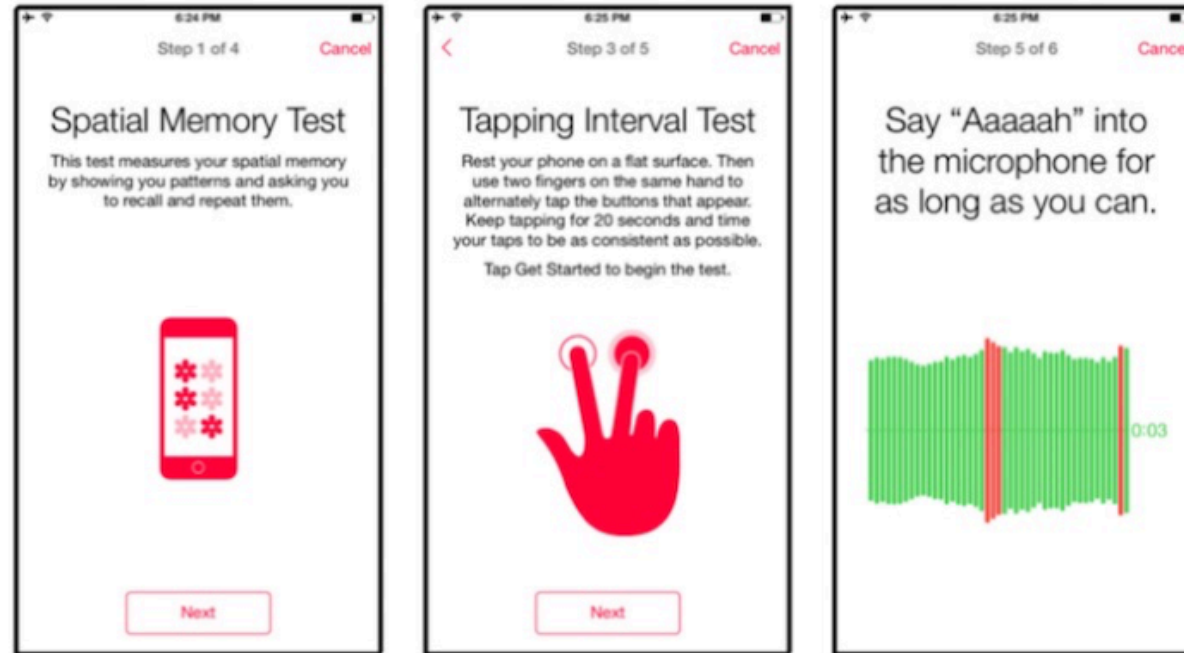 6:24 PM
Step 1 of 4
Cancel
Spatial Memory Test
This test measures your spatial memory
by showing you patterns and asking you
to recall and repeat them.
Next
6:25 PM
Step 3 of 5
Cancel
Tapping Interval Test
Rest your phone on a flat surface. Then
use two fingers on the same hand to
alternately tap the buttons that appear.
Keep tapping for 20 seconds and time
your taps to be as consistent as possible.
Tap Get Started to begin the test.
Next
6:25 PM
Step 5 of 6
Cance
Say “Aaaaah” into
the microphone for
as long as you can.
0:03